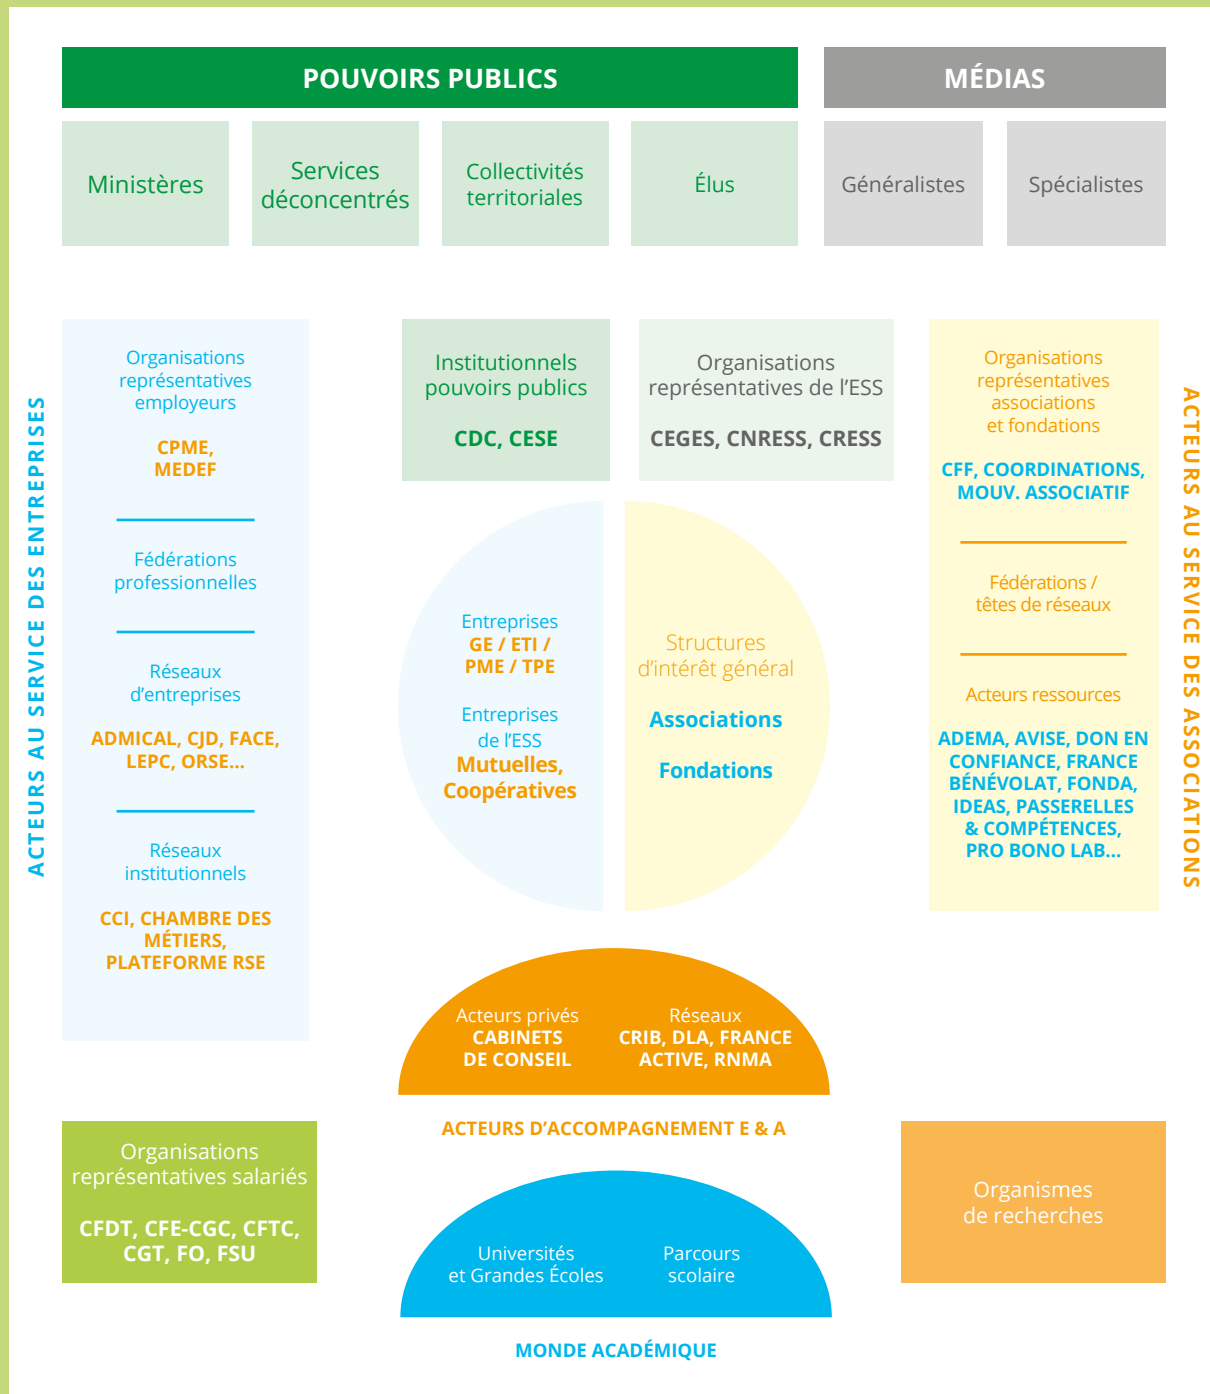 POUVOIRS PUBLICS
MÉDIAS
Ministères
Services
déconcentrés
Collectivités
territoriales
Élus
Généralistes
Spécialistes
ACTEURS AU SERVICE DES ENTREPRISES
Organisations
représentatives
employeurs
CPME,
MEDEF
Fédérations
professionnelles
Réseaux
d'entreprises
ADMICAL, CJD, FACE,
LEPC, ORSE...
Réseaux
institutionnels
CCI, CHAMBRE DES
MÉTIERS,
PLATEFORME RSE
Institutionnels
pouvoirs publics
CDC, CESE
Organisations
représentatives de l'ESS
CEGES, CNRESS, CRESS
Entreprises
GE / ETI /
PME / TPE
Entreprises
de l'ESS
Mutuelles,
Coopératives
Structures
d'intérêt général
Associations
Fondations
Organisations
représentatives
associations
et fondations
CFF, COORDINATIONS,
MOUV. ASSOCIATIF
Fédérations /
têtes de réseaux
Acteurs ressources
ADEMA, AVISE, DON EN
CONFIANCE, FRANCE
BÉNÉVOLAT, FONDA,
IDEAS, PASSERELLES
& COMPÉTENCES,
PRO BONO LAB...
ACTEURS AU SERVICE DES ASSOCIATIONS
Acteurs privés
CABINETS
DE CONSEIL
Réseaux
CRIB, DLA, FRANCE
ACTIVE, RNMA
ACTEURS D'ACCOMPAGNEMENT E & A
Organisations
représentatives salariés
CFDT, CFE-CGC, CFTC,
CGT, FO, FSU
Universités
et Grandes Écoles
Parcours
scolaire
MONDE ACADÉMIQUE
Organismes
de recherches